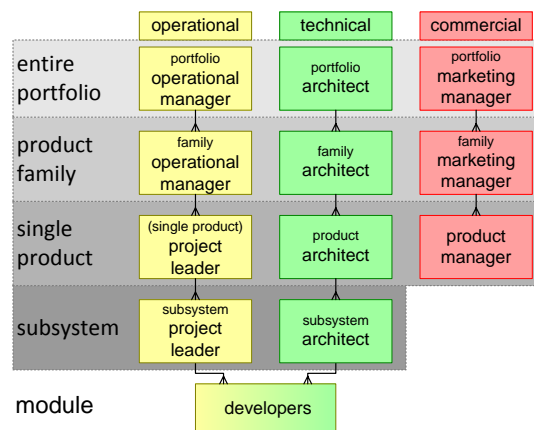 operational
technical
commercial
entire
portfolio
portfolio
operational
manager
portfolio
architect
portfolio
marketing
manager
product
family
family
operational
manager
family
architect
family
marketing
manager
single
product
(single product)
project
leader
product
architect
product
manager
subsystem
subsystem
project
leader
subsystem
architect
module
developers